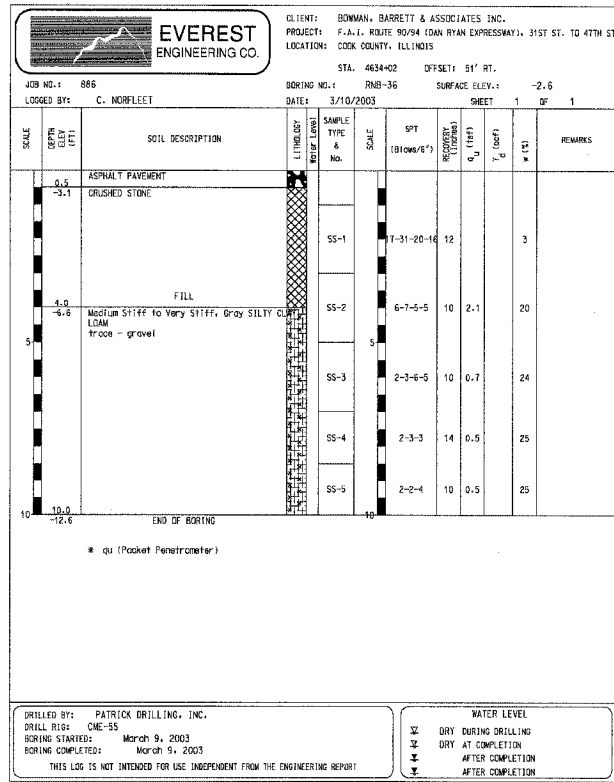 EVEREST
ENGINEERING CO.
CLIENT: BOWMAN, BARRETT & ASSOCIATES INC.
PROJECT: F.A.I. ROUTE 90/94 (DAN RYAN EXPRESSWAY), 31ST ST. TO 47TH ST
LOCATION: COOK COUNTY, ILLINOIS
STA. 4634+02 OFFSET: 51' RT.
JOB NO.: 886 BORING NO.: RNB-36 SURFACE ELEV.: -2.6
LOGGED BY: C. NORFLEET DATE: 3/10/2003 SHEET 1 OF 1
SCALE DEPTH ELEV (FT) SOIL DESCRIPTION LITHOLOGY Water Level SAMPLE TYPE & No. SCALE SPT (Blows/6") RECOVERY (Inches) qu (tsf) γd (pcf) w (%) REMARKS
ASPHALT PAVEMENT
0.5
-3.1 CRUSHED STONE
SS-1 17-31-20-16 12 3
FILL
4.0 SS-2 6-7-5-5 10 2.1 20
-6.6 Medium Stiff to Very Stiff, Gray SILTY CL
LOAM
trace - gravel
5 5
SS-3 2-3-6-5 10 0.7 24
SS-4 2-3-3 14 0.5 25
SS-5 2-2-4 10 0.5 25
10 10.0 10
-12.6 END OF BORING
* qu (Pocket Penetrometer)
DRILLED BY: PATRICK DRILLING, INC.
DRILL RIG: CME-55
BORING STARTED: March 9, 2003
BORING COMPLETED: March 9, 2003
THIS LOG IS NOT INTENDED FOR USE INDEPENDENT FROM THE ENGINEERING REPORT
WATER LEVEL
DRY DURING DRILLING
DRY AT COMPLETION
AFTER COMPLETION
AFTER COMPLETION